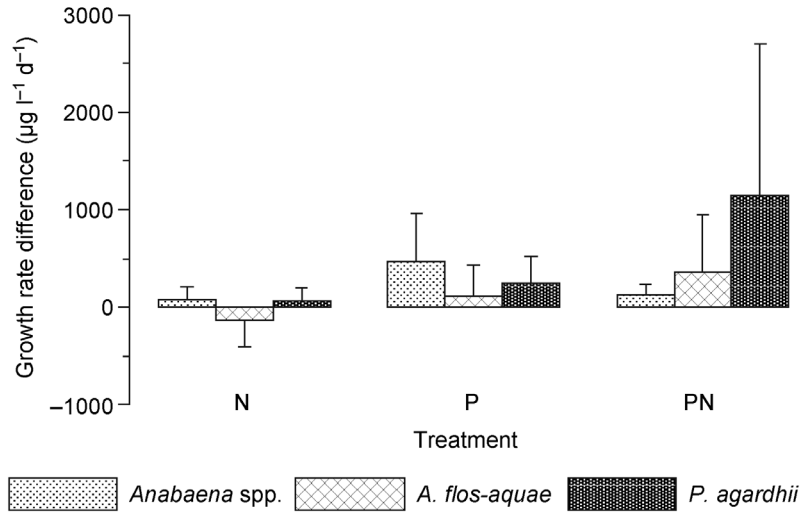 3000
2000
1000
0
–1000
Growth rate difference (µg l⁻¹ d⁻¹)
N P PN
Treatment
Anabaena spp. A. flos-aquae P. agardhii